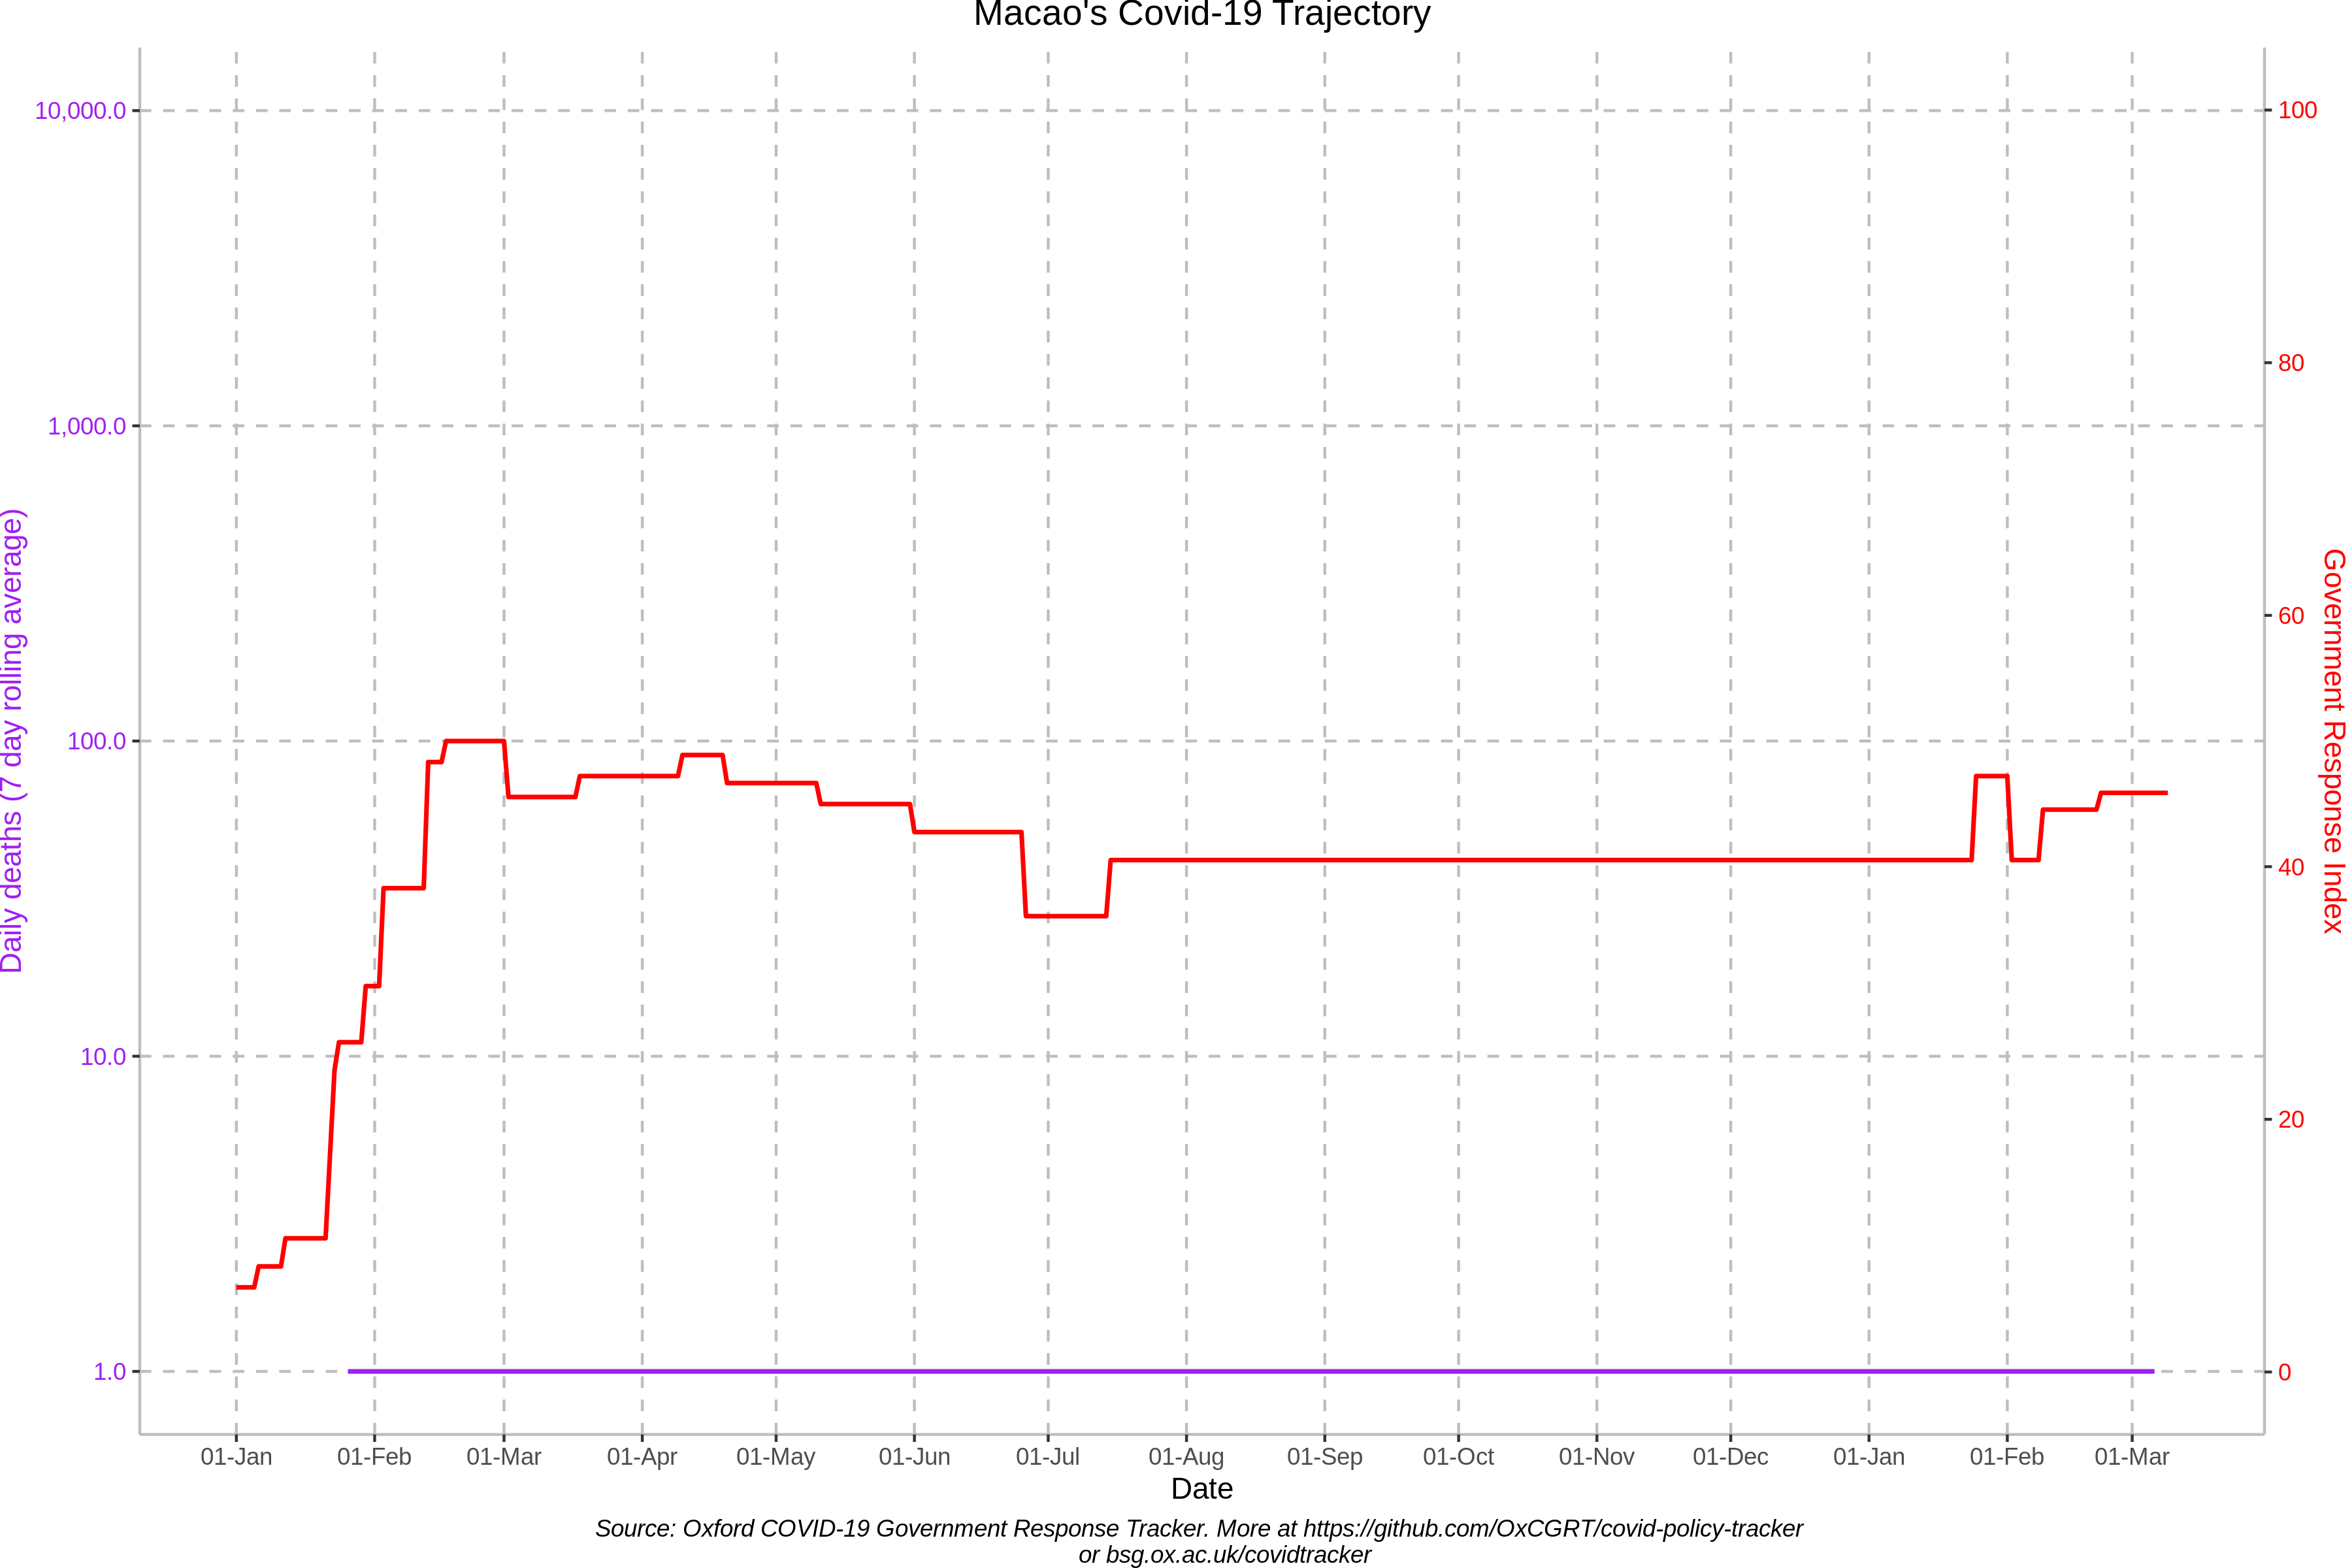 Macao's Covid-19 Trajectory
10,000.0
1,000.0
100.0
10.0
1.0
Daily deaths (7 day rolling average)
100
80
60
40
20
0
Government Response Index
01-Jan
01-Feb
01-Mar
01-Apr
01-May
01-Jun
01-Jul
01-Aug
01-Sep
01-Oct
01-Nov
01-Dec
01-Jan
01-Feb
01-Mar
Date
Source: Oxford COVID-19 Government Response Tracker. More at https://github.com/OxCGRT/covid-policy-tracker
or bsg.ox.ac.uk/covidtracker